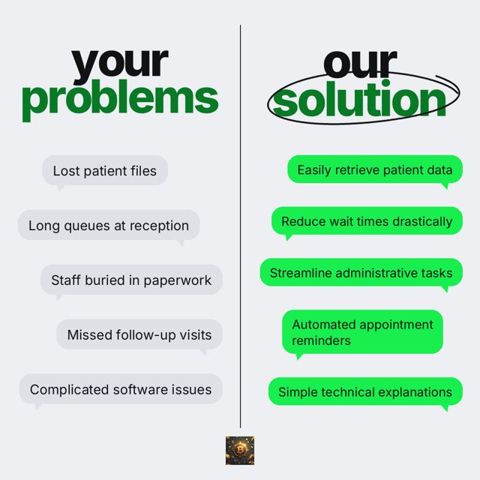 your
problems
Lost patient files
Long queues at reception
Staff buried in paperwork
Missed follow-up visits
Complicated software issues
our
solution
Easily retrieve patient data
Reduce wait times drastically
Streamline administrative tasks
Automated appointment
reminders
Simple technical explanations